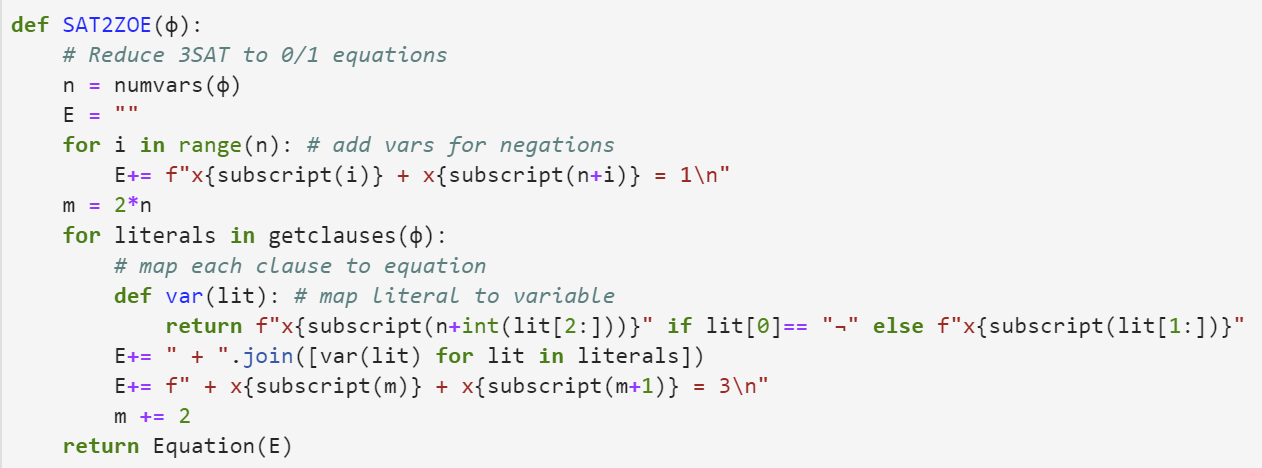 def SAT2ZOE(ϕ):
    # Reduce 3SAT to 0/1 equations
    n = numvars(ϕ)
    E = ""
    for i in range(n): # add vars for negations
        E+= f"x{subscript(i)} + x{subscript(n+i)} = 1\n"
    m = 2*n
    for literals in getclauses(ϕ):
        # map each clause to equation
        def var(lit): # map literal to variable
            return f"x{subscript(n+int(lit[2:]))}" if lit[0]== "¬" else f"x{subscript(lit[1:])}"
        E+= " + ".join([var(lit) for lit in literals])
        E+= f" + x{subscript(m)} + x{subscript(m+1)} = 3\n"
        m += 2
    return Equation(E)